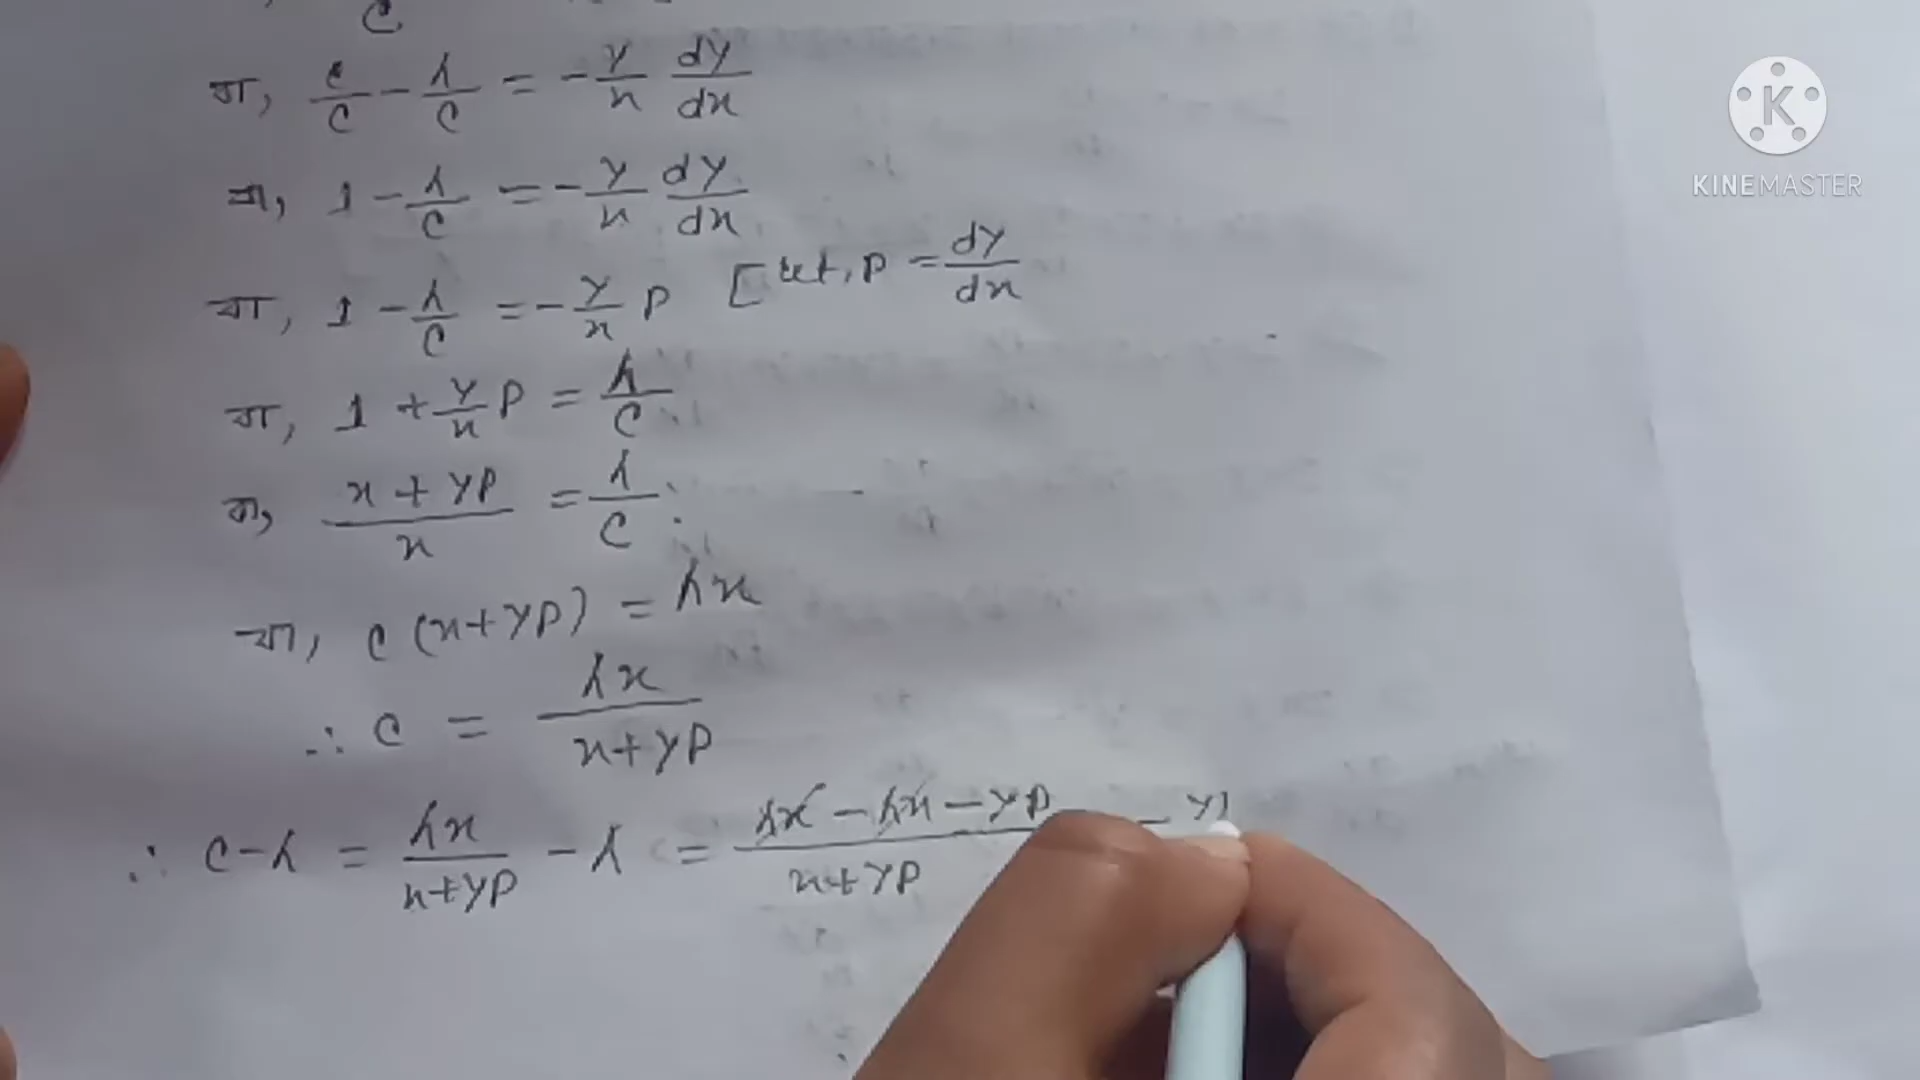 C
বা, c/c - λ/c = - y/x dy/dx
বা, 1 - λ/c = - y/x dy/dx
বা, 1 - λ/c = - y/x P [let, P = dy/dx
বা, 1 + y/x P = λ/c
বা, (x + yP)/x = λ/c
বা, c (x+yP) = λx
∴ c = λx/(x+yP)
∴ c-λ = λx/(x+yP) - λ = (λx - λx - yP)/(x+yP)
KINEMASTER